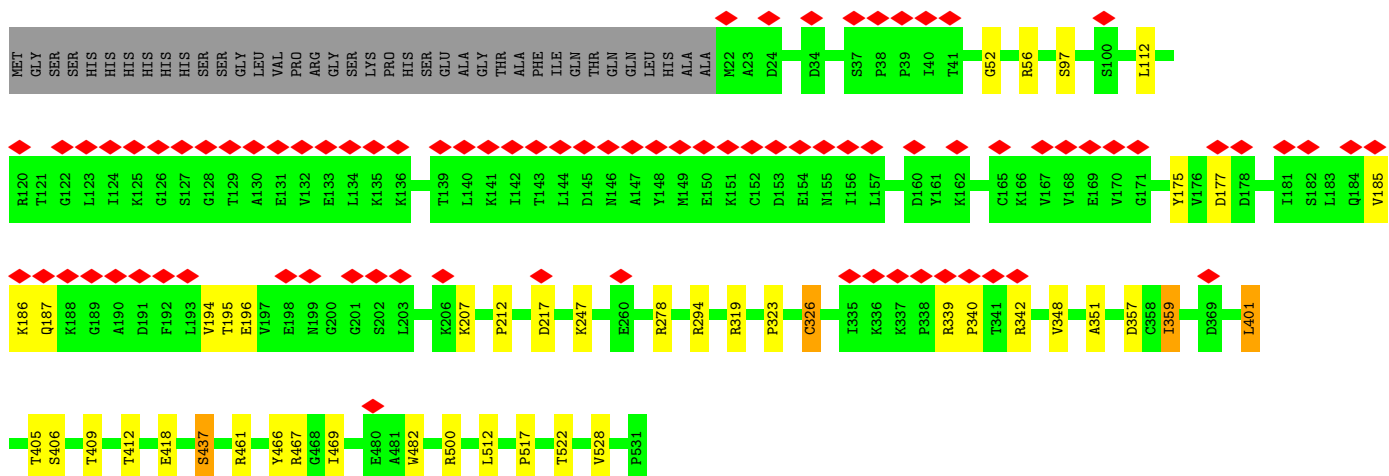 MET GLY SER SER HIS HIS HIS HIS HIS HIS SER SER GLY LEU VAL PRO ARG GLY SER LYS PRO HIS SER GLU ALA GLY THR ALA PHE ILE GLN THR GLN GLN LEU HIS ALA ALA M22 A23 D24 D34 S37 P38 P39 I40 T41 G52 R56 S97 S100 L112
R120 T121 G122 L123 I124 K125 G126 S127 G128 T129 A130 E131 V132 E133 L134 K135 K136 T139 L140 K141 I142 T143 L144 D145 N146 A147 Y148 M149 E150 K151 C152 D153 E154 N155 I156 L157 D160 Y161 K162 C165 K166 V167 V168 E169 V170 G171 Y175 V176 D177 D178 I181 S182 L183 Q184 V185
K186 Q187 K188 G189 A190 D191 F192 L193 V194 T195 E196 V197 E198 N199 G200 G201 S202 L203 K206 K207 P212 D217 K247 E260 R278 R294 R319 P323 C326 I335 K336 K337 P338 R339 P340 T341 R342 V348 A351 D357 C358 I359 D369 L401
T405 S406 T409 T412 E418 S437 R461 Y466 R467 G468 I469 E480 A481 W482 R500 L512 P517 T522 V528 P531